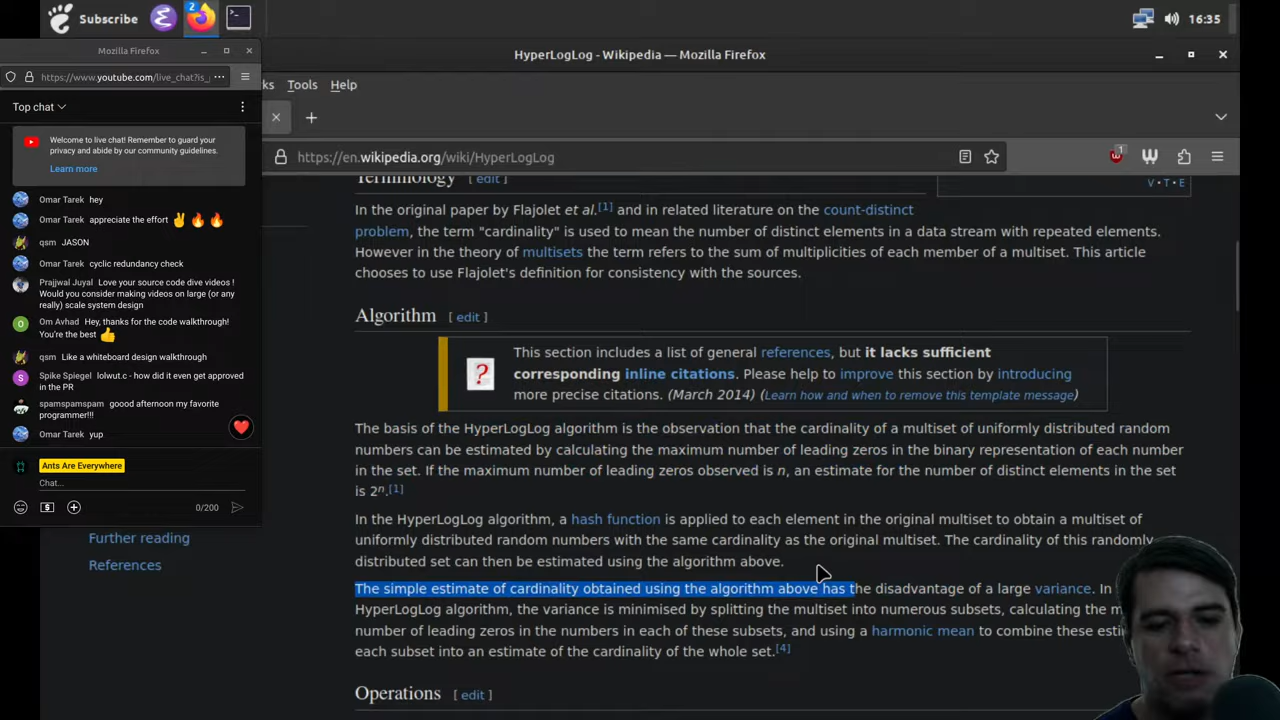 Subscribe
2
16:35
Mozilla Firefox
HyperLogLog - Wikipedia — Mozilla Firefox
https://www.youtube.com/live_chat?is_ ···
ks Tools Help
Top chat
https://en.wikipedia.org/wiki/HyperLogLog
1
Welcome to live chat! Remember to guard your
privacy and abide by our community guidelines.
Learn more
Omar Tarek hey
Omar Tarek appreciate the effort ✌️🔥🔥
qsm JASON
Omar Tarek cyclic redundancy check
Prajjwal Juyal Love your source code dive videos !
Would you consider making videos on large (or any
really) scale system design
Om Avhad Hey, thanks for the code walkthrough!
You're the best 👍
qsm Like a whiteboard design walkthrough
Spike Spiegel lolwut.c - how did it even get approved
in the PR
spamspamspam goood afternoon my favorite
programmer!!!
Omar Tarek yup
Ants Are Everywhere
Chat...
0/200
Further reading
References
Terminology [ edit ]
V • T • E
In the original paper by Flajolet et al.[1] and in related literature on the count-distinct
problem, the term "cardinality" is used to mean the number of distinct elements in a data stream with repeated elements.
However in the theory of multisets the term refers to the sum of multiplicities of each member of a multiset. This article
chooses to use Flajolet's definition for consistency with the sources.
Algorithm [ edit ]
This section includes a list of general references, but it lacks sufficient
corresponding inline citations. Please help to improve this section by introducing
more precise citations. (March 2014) (Learn how and when to remove this template message)
The basis of the HyperLogLog algorithm is the observation that the cardinality of a multiset of uniformly distributed random
numbers can be estimated by calculating the maximum number of leading zeros in the binary representation of each number
in the set. If the maximum number of leading zeros observed is n, an estimate for the number of distinct elements in the set
is 2ⁿ.[1]
In the HyperLogLog algorithm, a hash function is applied to each element in the original multiset to obtain a multiset of
uniformly distributed random numbers with the same cardinality as the original multiset. The cardinality of this randomly
distributed set can then be estimated using the algorithm above.
The simple estimate of cardinality obtained using the algorithm above has the disadvantage of a large variance. In
HyperLogLog algorithm, the variance is minimised by splitting the multiset into numerous subsets, calculating the m
number of leading zeros in the numbers in each of these subsets, and using a harmonic mean to combine these esti
each subset into an estimate of the cardinality of the whole set.[4]
Operations [ edit ]